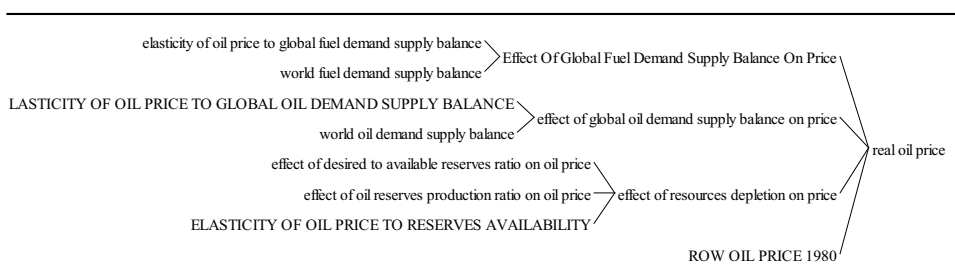 elasticity of oil price to global fuel demand supply balance
Effect Of Global Fuel Demand Supply Balance On Price
world fuel demand supply balance
LASTICITY OF OIL PRICE TO GLOBAL OIL DEMAND SUPPLY BALANCE
effect of global oil demand supply balance on price
world oil demand supply balance
real oil price
effect of desired to available reserves ratio on oil price
effect of oil reserves production ratio on oil price
effect of resources depletion on price
ELASTICITY OF OIL PRICE TO RESERVES AVAILABILITY
ROW OIL PRICE 1980